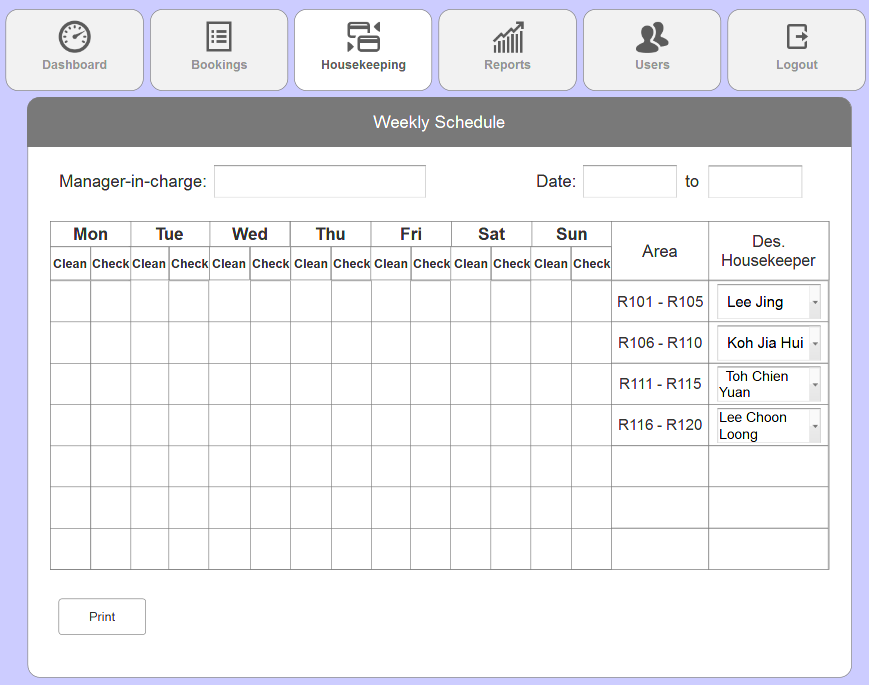 Dashboard
Bookings
Housekeeping
Reports
Users
Logout
Weekly Schedule
Manager-in-charge:
Date:
to
Mon Tue Wed Thu Fri Sat Sun
Area
Des.
Housekeeper
Clean Check Clean Check Clean Check Clean Check Clean Check Clean Check Clean Check
R101 - R105
Lee Jing
R106 - R110
Koh Jia Hui
R111 - R115
Toh Chien
Yuan
R116 - R120
Lee Choon
Loong
Print